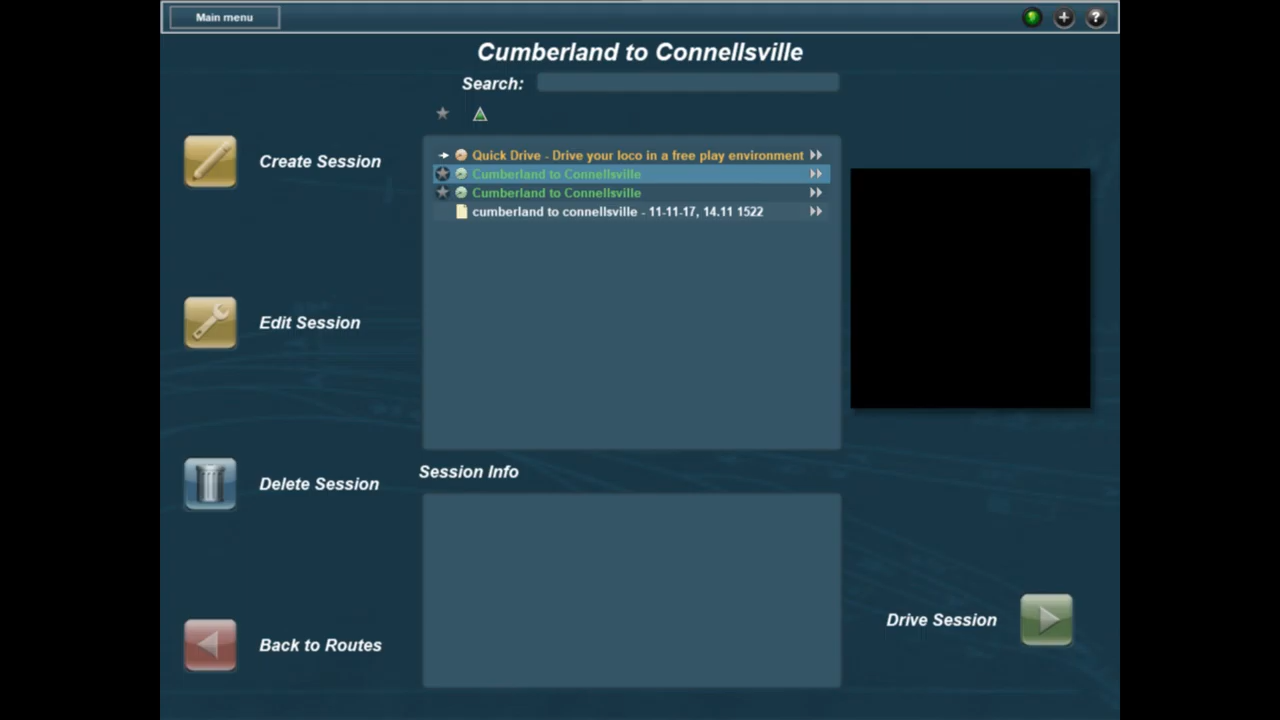 Main menu
?
Cumberland to Connellsville
Search:
Create Session
Quick Drive - Drive your loco in a free play environment
Cumberland to Connellsville
Cumberland to Connellsville
cumberland to connellsville - 11-11-17, 14.11 1522
Edit Session
Session Info
Delete Session
Drive Session
Back to Routes